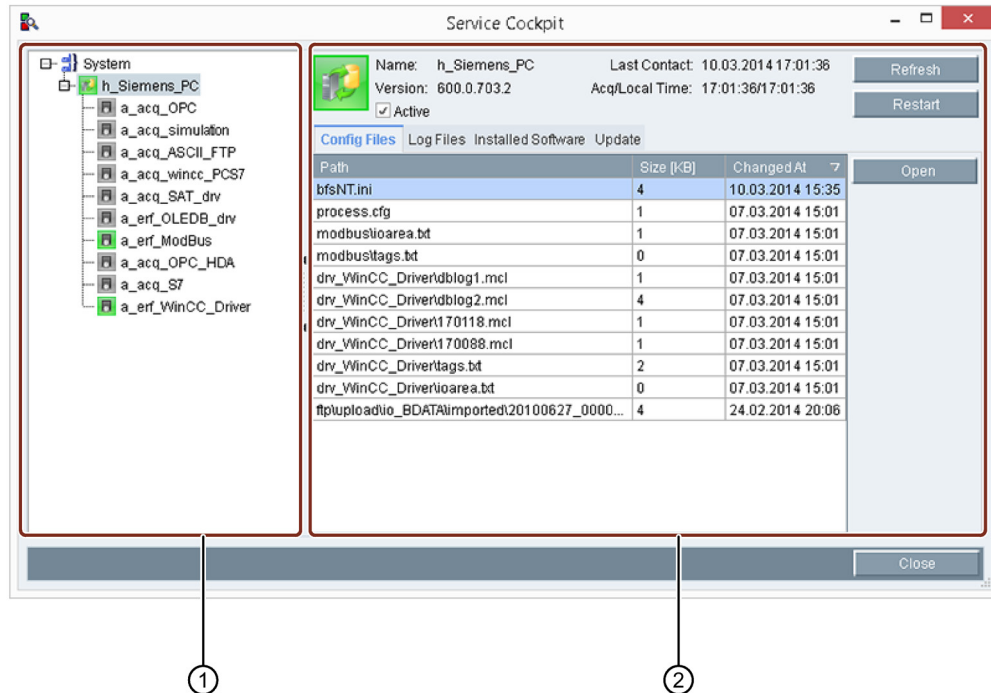 Service Cockpit
System
h_Siemens_PC
a_acq_OPC
a_acq_simulation
a_acq_ASCII_FTP
a_acq_wincc_PCS7
a_acq_SAT_drv
a_erf_OLEDB_drv
a_erf_ModBus
a_acq_OPC_HDA
a_acq_S7
a_erf_WinCC_Driver
Name: h_Siemens_PC Last Contact: 10.03.2014 17:01:36
Version: 600.0.703.2 Acq/Local Time: 17:01:36/17:01:36
Active
Refresh
Restart
Config Files Log Files Installed Software Update
Path Size [KB] Changed At
bfsNT.ini 4 10.03.2014 15:35
process.cfg 1 07.03.2014 15:01
modbus\ioarea.txt 1 07.03.2014 15:01
modbus\tags.txt 0 07.03.2014 15:01
drv_WinCC_Driver\dblog1.mcl 1 07.03.2014 15:01
drv_WinCC_Driver\dblog2.mcl 4 07.03.2014 15:01
drv_WinCC_Driver\170118.mcl 1 07.03.2014 15:01
drv_WinCC_Driver\170088.mcl 1 07.03.2014 15:01
drv_WinCC_Driver\tags.txt 2 07.03.2014 15:01
drv_WinCC_Driver\ioarea.txt 0 07.03.2014 15:01
ftp\upload\io_BDATA\imported\20100627_0000... 4 24.02.2014 20:06
Open
Close
1
2